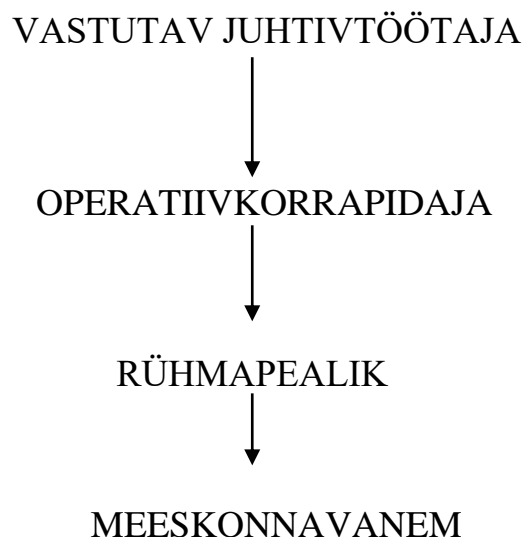 VASTUTAV JUHTIVTÖÖTAJA
OPERATIIVKORRAPIDAJA
RÜHMAPEALIK
MEESKONNAVANEM